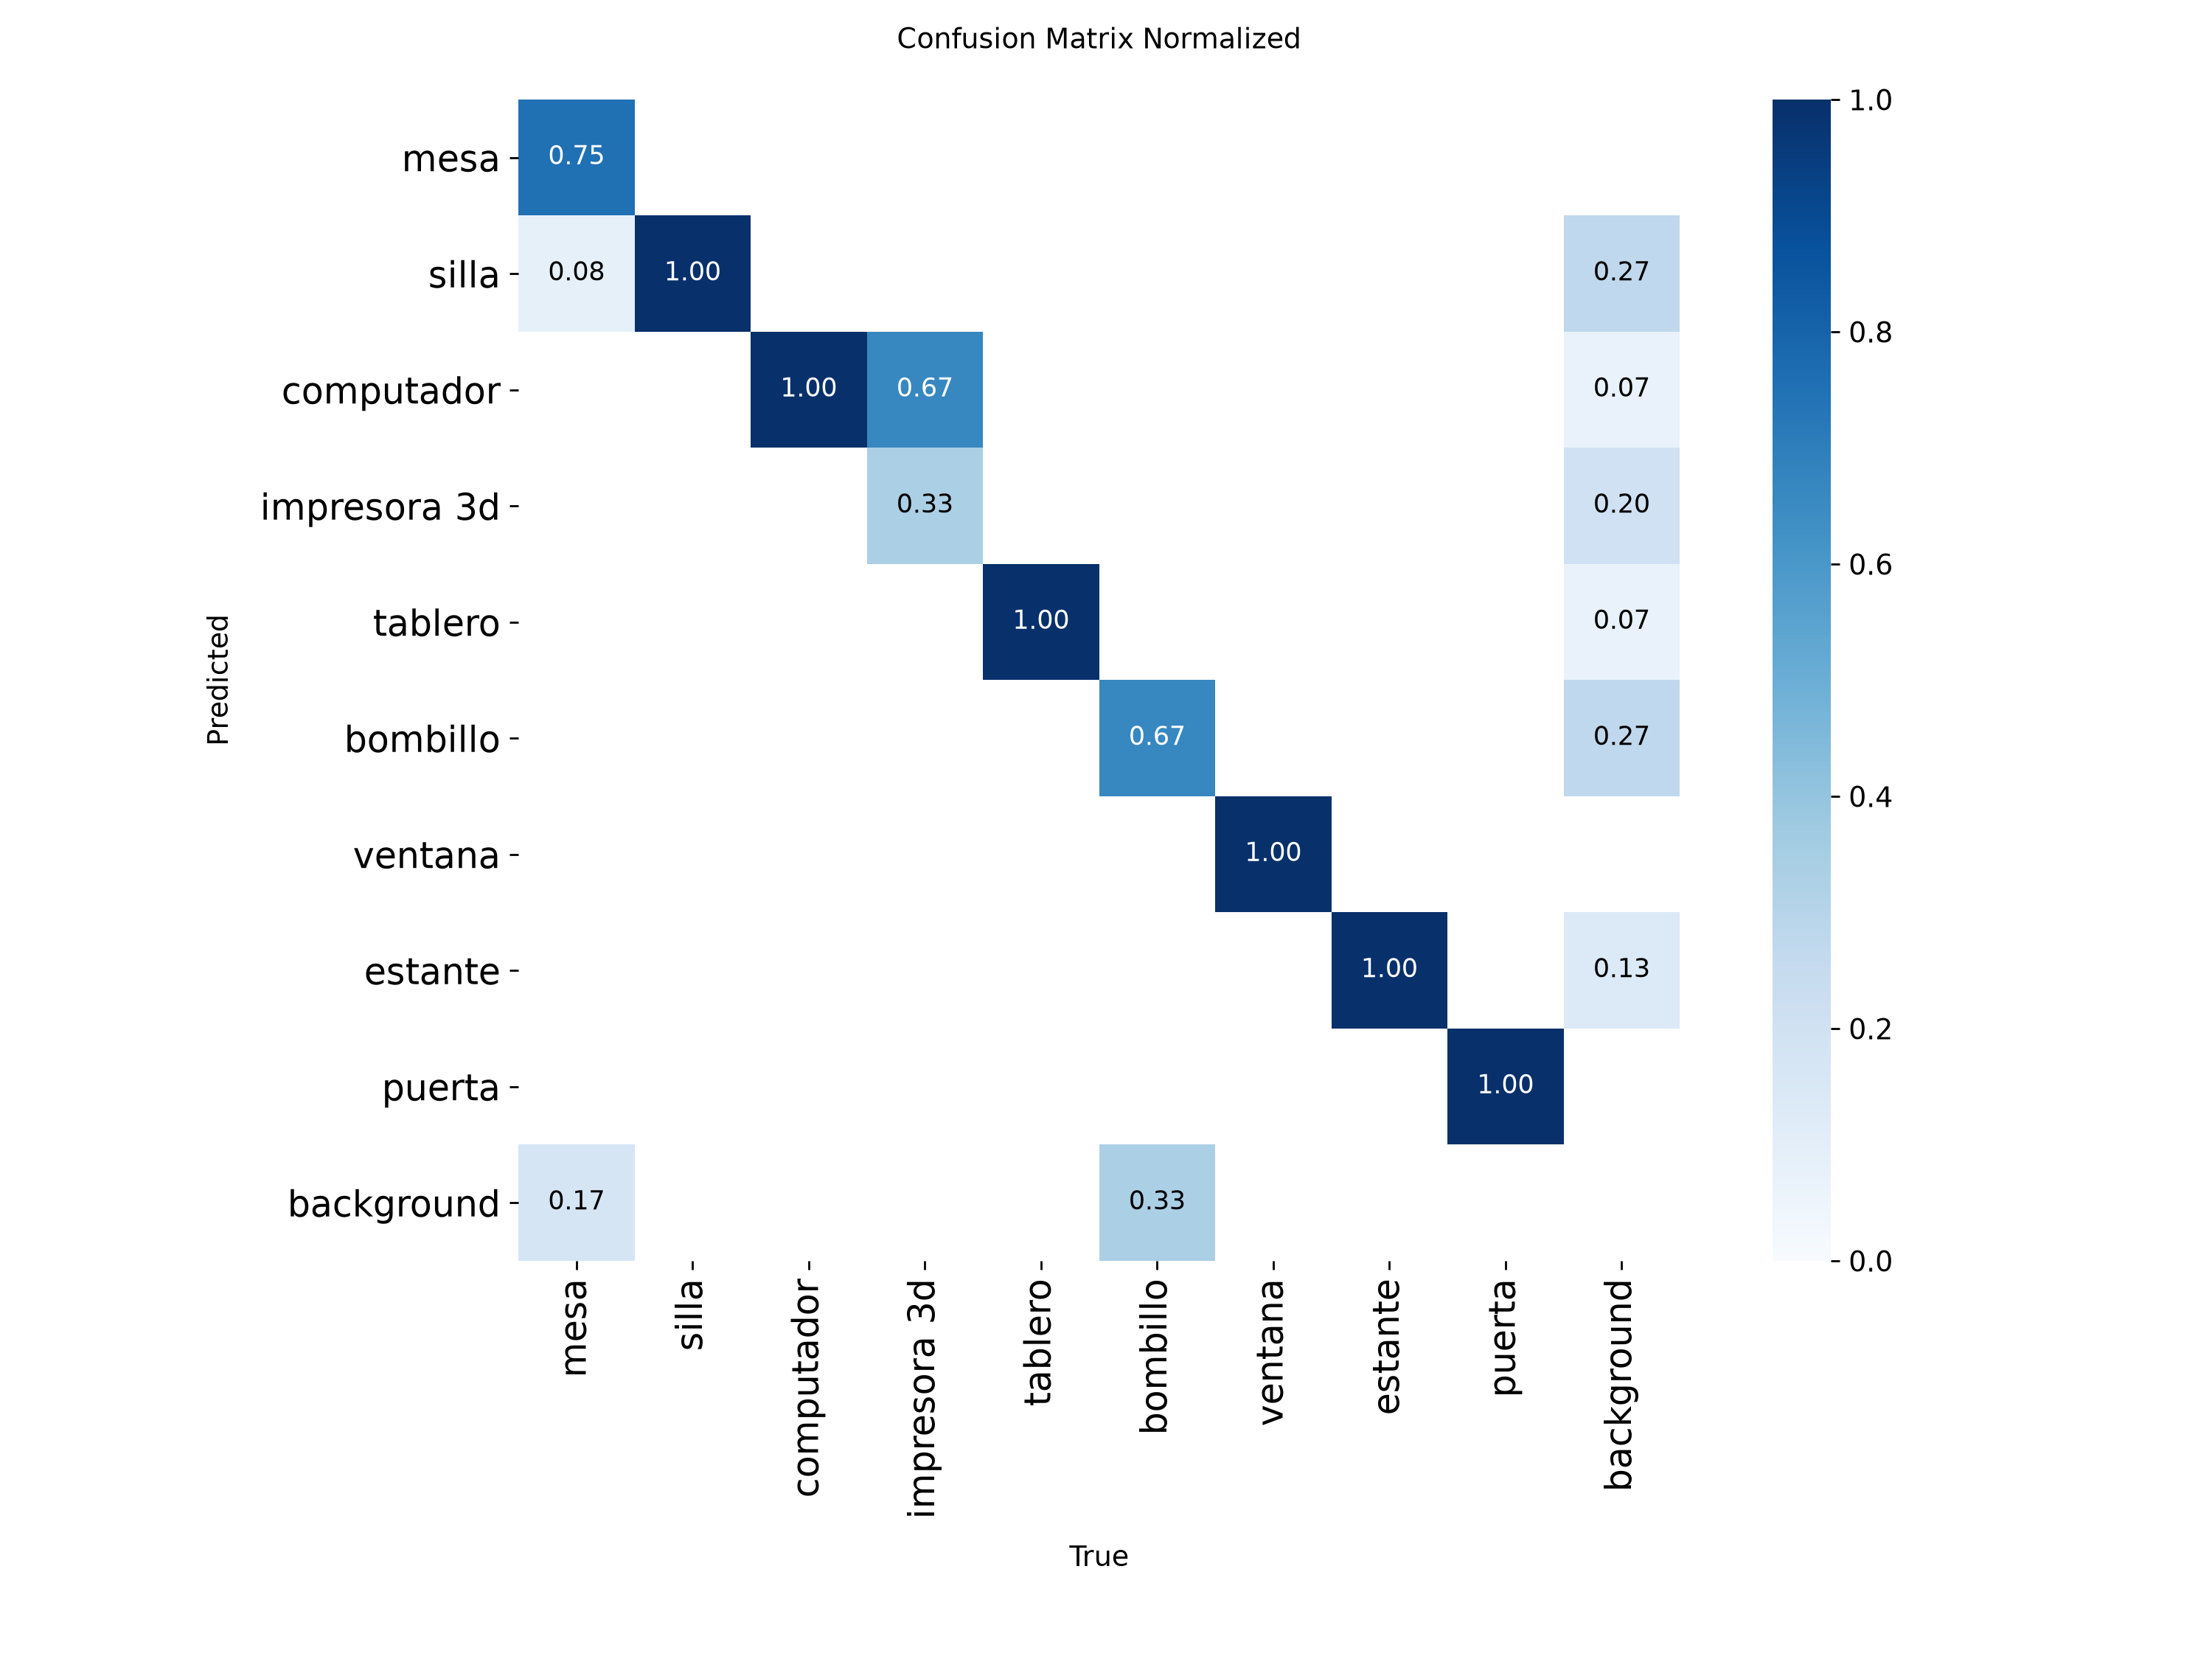 Confusion Matrix Normalized
mesa
0.75
silla
0.08 1.00 0.27
computador
1.00 0.67 0.07
impresora 3d
0.33 0.20
tablero
1.00 0.07
bombillo
0.67 0.27
ventana
1.00
estante
1.00 0.13
puerta
1.00
background
0.17 0.33
Predicted
mesa
silla
computador
impresora 3d
tablero
bombillo
ventana
estante
puerta
background
True
1.0
0.8
0.6
0.4
0.2
0.0